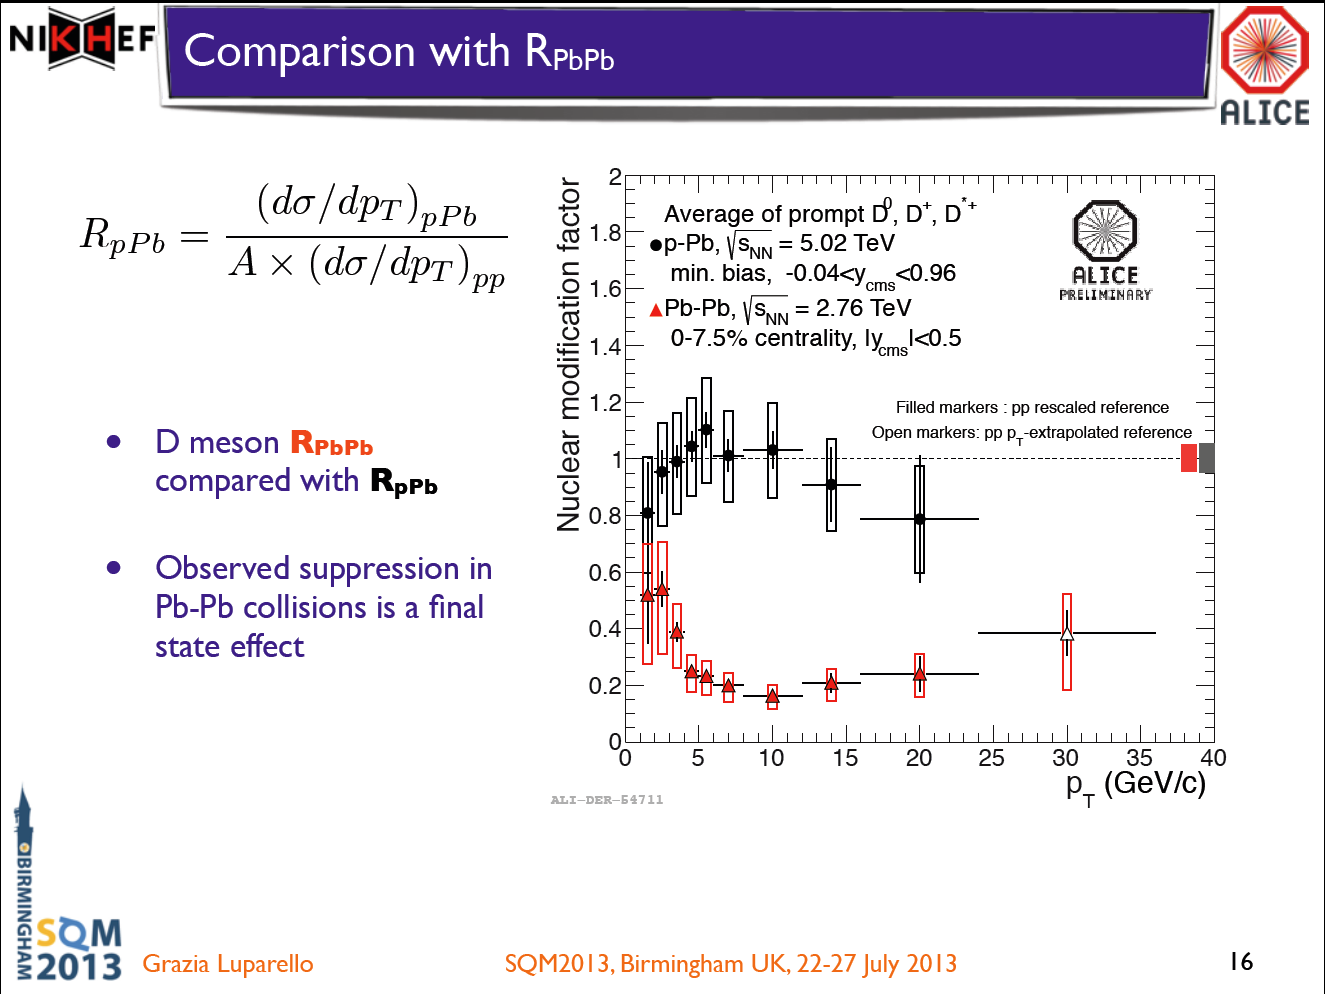 NIKHEF
Comparison with RPbPb
ALICE
R_{pPb} = \frac{(dσ/dp_T)_{pPb}}{A × (dσ/dp_T)_{pp}}
• D meson RPbPb
compared with RpPb
• Observed suppression in
Pb-Pb collisions is a final
state effect
Nuclear modification factor
2
1.8
1.6
1.4
1.2
1
0.8
0.6
0.4
0.2
0
Average of prompt D0, D+, D*+
p-Pb, √sNN = 5.02 TeV
min. bias, -0.04<ycms<0.96
Pb-Pb, √sNN = 2.76 TeV
0-7.5% centrality, |ycms|<0.5
ALICE
PRELIMINARY
Filled markers : pp rescaled reference
Open markers: pp pT-extrapolated reference
0 5 10 15 20 25 30 35 40
pT (GeV/c)
ALI-DER-54711
BIRMINGHAM
SQM
2013
Grazia Luparello
SQM2013, Birmingham UK, 22-27 July 2013
16